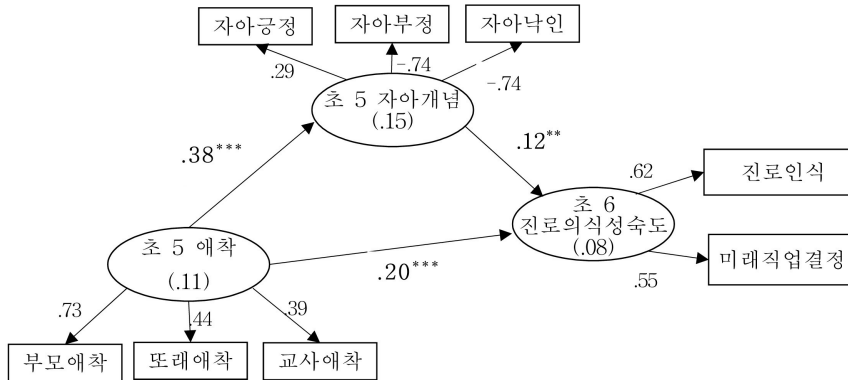 자아긍정 자아부정 자아낙인
.29 -.74 -.74
초 5 자아개념
(.15)
.38*** .12**
.62 진로인식
초 6
진로의식성숙도
(.08)
초 5 애착
(.11)
.20***
.55 미래직업결정
.73 .44 .39
부모애착 또래애착 교사애착